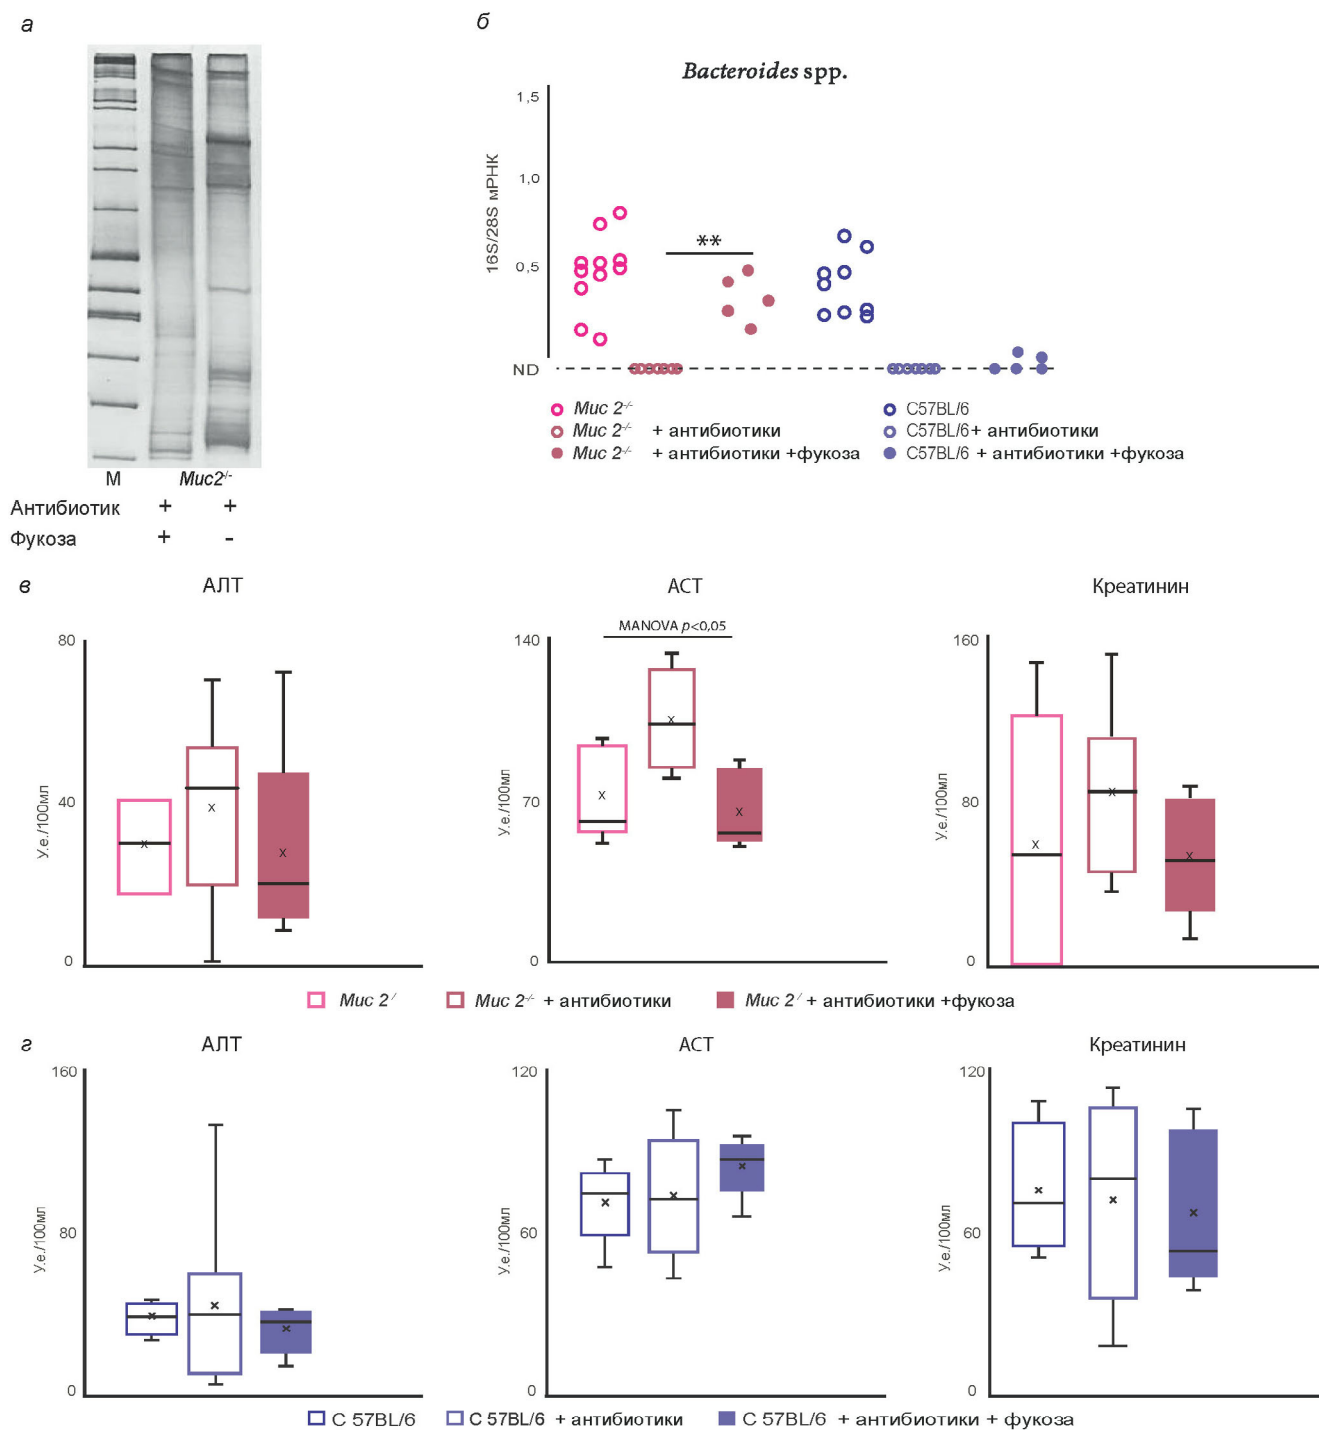 а
М
Muc2-/-
Антибиотик + +
Фукоза + -
б
Bacteroides spp.
16S/28S мРНК
1,5
1,0
0,5
ND
**
Muc 2-/-
Muc 2-/- + антибиотики
Muc 2-/- + антибиотики +фукоза
C57BL/6
C57BL/6+ антибиотики
C57BL/6 + антибиотики +фукоза
в
АЛТ
У.е./100мл
80
40
0
x x x
АСТ
MANOVA p<0,05
У.е./100мл
140
70
0
x x x
Креатинин
У.е./100мл
160
80
0
x x x
Muc 2-/
Muc 2-/- + антибиотики
Muc 2-/ + антибиотики +фукоза
г
АЛТ
У.е./100мл
160
80
0
x x x
АСТ
У.е./100мл
120
60
0
x x x
Креатинин
У.е./100мл
120
60
0
x x x
C 57BL/6
C 57BL/6 + антибиотики
C 57BL/6 + антибиотики + фукоза